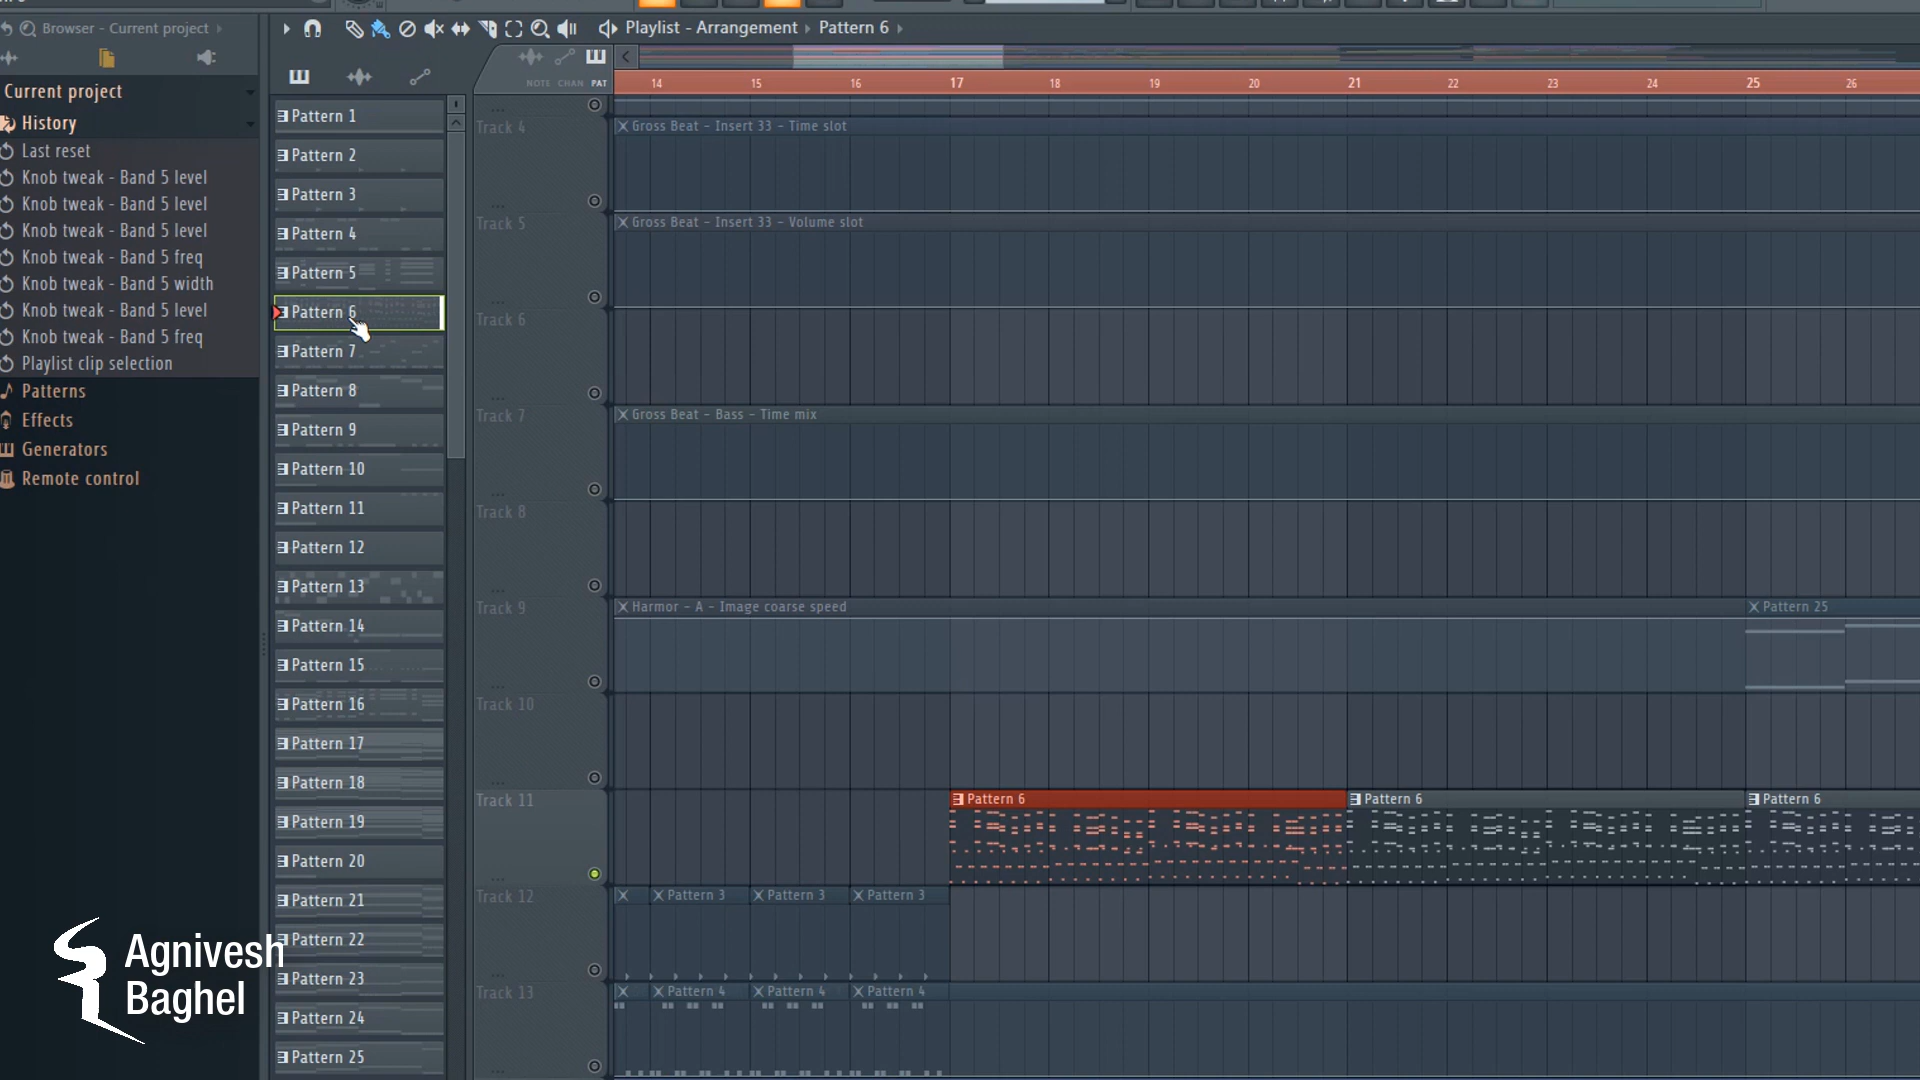 Browser - Current project
Current project
History
Last reset
Knob tweak - Band 5 level
Knob tweak - Band 5 level
Knob tweak - Band 5 level
Knob tweak - Band 5 freq
Knob tweak - Band 5 width
Knob tweak - Band 5 level
Knob tweak - Band 5 freq
Playlist clip selection
Patterns
Effects
Generators
Remote control
Pattern 1
Pattern 2
Pattern 3
Pattern 4
Pattern 5
Pattern 6
Pattern 7
Pattern 8
Pattern 9
Pattern 10
Pattern 11
Pattern 12
Pattern 13
Pattern 14
Pattern 15
Pattern 16
Pattern 17
Pattern 18
Pattern 19
Pattern 20
Pattern 21
Pattern 22
Pattern 23
Pattern 24
Pattern 25
Playlist - Arrangement › Pattern 6 ›
NOTE CHAN PAT
14 15 16 17 18 19 20 21 22 23 24 25 26
Track 4 Gross Beat - Insert 33 - Time slot
Track 5 Gross Beat - Insert 33 - Volume slot
Track 6
Track 7 Gross Beat - Bass - Time mix
Track 8
Track 9 Harmor - A - Image coarse speed Pattern 25
Track 10
Track 11 Pattern 6 Pattern 6 Pattern 6
Track 12 Pattern 3 Pattern 3 Pattern 3
Track 13 Pattern 4 Pattern 4 Pattern 4
Agnivesh
Baghel